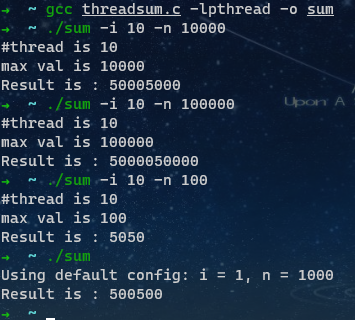 → ~ gcc threadsum.c -lpthread -o sum
→ ~ ./sum -i 10 -n 10000
#thread is 10
max val is 10000
Result is : 50005000
→ ~ ./sum -i 10 -n 100000
#thread is 10
max val is 100000
Result is : 5000050000
→ ~ ./sum -i 10 -n 100
#thread is 10
max val is 100
Result is : 5050
→ ~ ./sum
Using default config: i = 1, n = 1000
Result is : 500500
→ ~
Upon A